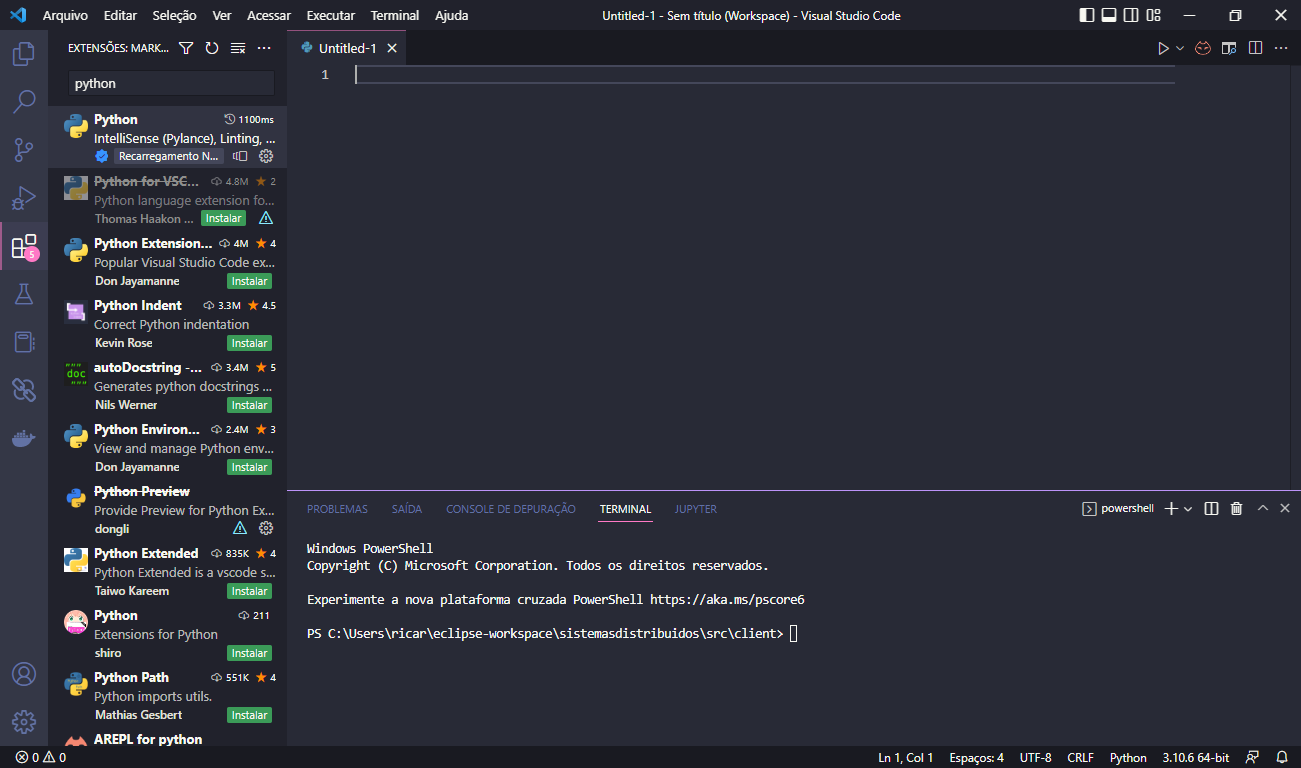 Arquivo Editar Seleção Ver Acessar Executar Terminal Ajuda
Untitled-1 - Sem título (Workspace) - Visual Studio Code
EXTENSÕES: MARK...
python
Python 1100ms
IntelliSense (Pylance), Linting, ...
Recarregamento N...
Python for VSC... 4.8M 2
Python language extension fo...
Thomas Haakon ... Instalar
Python Extension... 4M 4
Popular Visual Studio Code ex...
Don Jayamanne Instalar
Python Indent 3.3M 4.5
Correct Python indentation
Kevin Rose Instalar
autoDocstring -... 3.4M 5
Generates python docstrings ...
Nils Werner Instalar
Python Environ... 2.4M 3
View and manage Python env...
Don Jayamanne Instalar
Python Preview
Provide Preview for Python Ex...
dongli
Python Extended 835K 4
Python Extended is a vscode s...
Taiwo Kareem Instalar
Python 211
Extensions for Python
shiro Instalar
Python Path 551K 4
Python imports utils.
Mathias Gesbert Instalar
AREPL for python
5
"""
doc
"""
Untitled-1
1
PROBLEMAS SAÍDA CONSOLE DE DEPURAÇÃO TERMINAL JUPYTER
powershell
Windows PowerShell
Copyright (C) Microsoft Corporation. Todos os direitos reservados.
Experimente a nova plataforma cruzada PowerShell https://aka.ms/pscore6
PS C:\Users\ricar\eclipse-workspace\sistemasdistribuidos\src\client>
0 0
Ln 1, Col 1 Espaços: 4 UTF-8 CRLF Python 3.10.6 64-bit